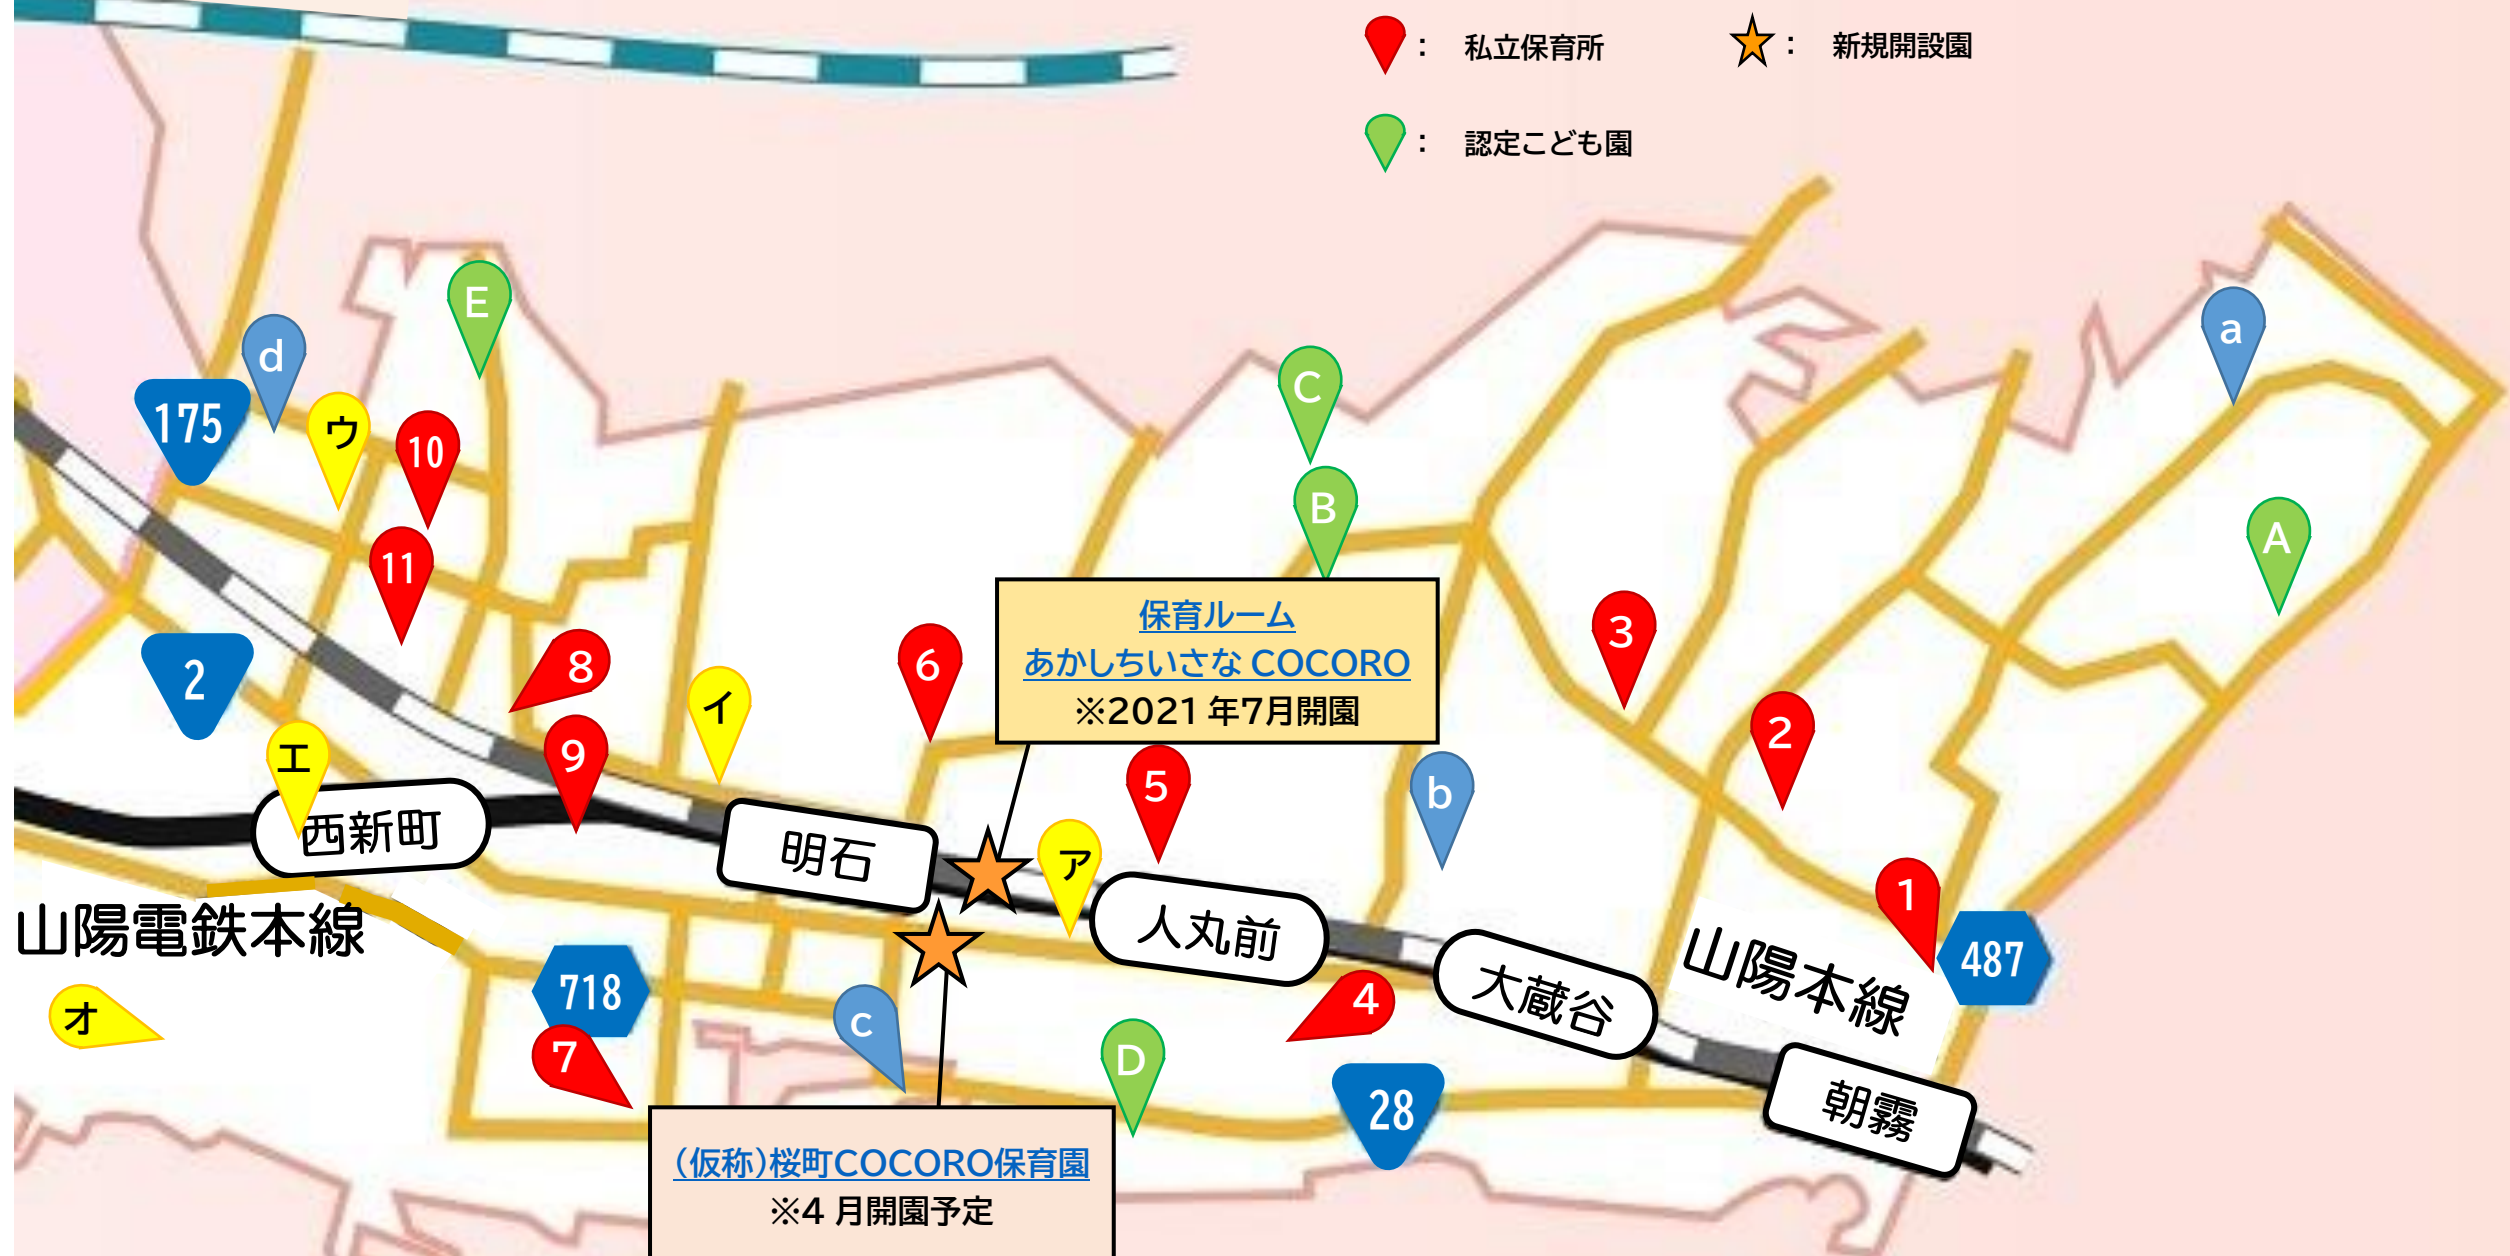 ： 私立保育所
： 新規開設園
： 認定こども園
E
a
d
C
175
ウ
10
B
A
11
保育ルーム
あかしちいさな COCORO
※2021 年7月開園
3
8
6
2
イ
2
9
エ
5
b
西新町
明石
ア
1
山陽電鉄本線
人丸前
山陽本線
487
718
大蔵谷
4
オ
c
7
D
28
朝霧
（仮称）桜町COCORO保育園
※4 月開園予定